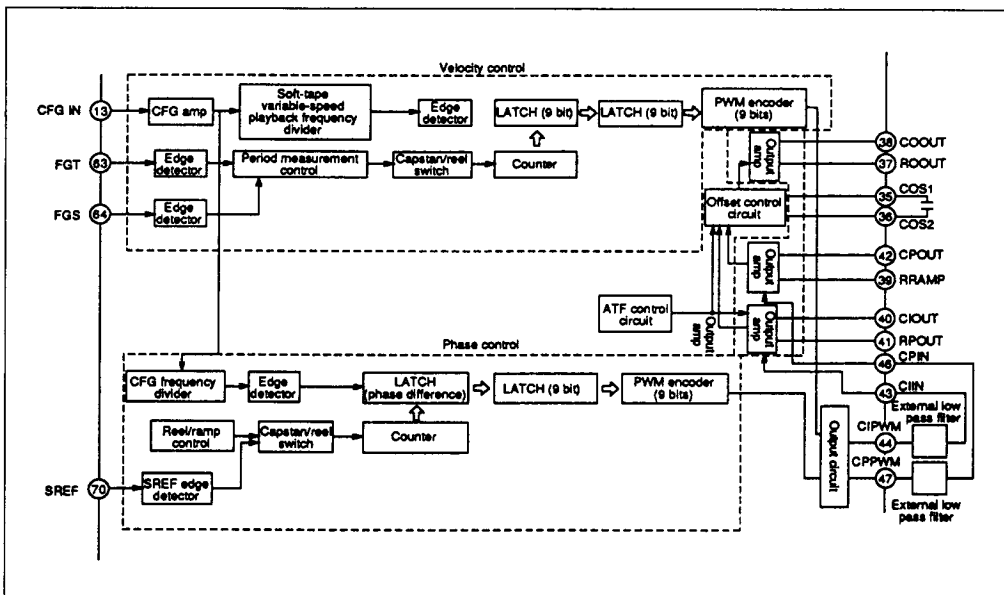 Velocity control
CFG IN
13
CFG amp
Soft-tape
variable-speed
playback frequency
divider
Edge
detector
LATCH (9 bit)
LATCH (9 bit)
PWM encoder
(9 bits)
FGT
63
Edge
detector
Period measurement
control
Capstan/reel
switch
Counter
FGS
64
Edge
detector
Output
amp
38
COOUT
37
ROOUT
Offset control
circuit
35
COS1
36
COS2
Output
amp
42
CPOUT
39
RRAMP
ATF control
circuit
Output
amp
Output
amp
40
CIOUT
41
RPOUT
Phase control
46
CPIN
43
CIIN
CFG frequency
divider
Edge
detector
LATCH
(phase difference)
LATCH (9 bit)
PWM encoder
(9 bits)
Reel/ramp
control
Capstan/reel
switch
Counter
External low
pass filter
CIPWM
44
Output circuit
CPPWM
47
External low
pass filter
SREF
70
SREF edge
detector